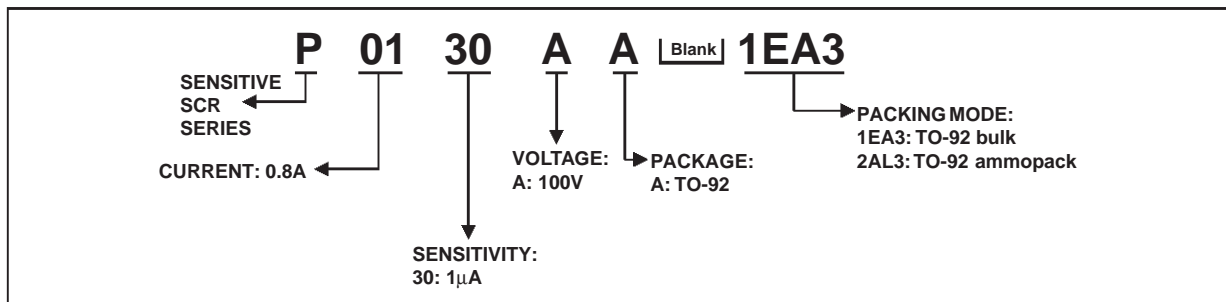 P 01 30 A A Blank 1EA3
SENSITIVE
SCR
SERIES
CURRENT: 0.8A
SENSITIVITY:
30: 1μA
VOLTAGE:
A: 100V
PACKAGE:
A: TO-92
PACKING MODE:
1EA3: TO-92 bulk
2AL3: TO-92 ammopack